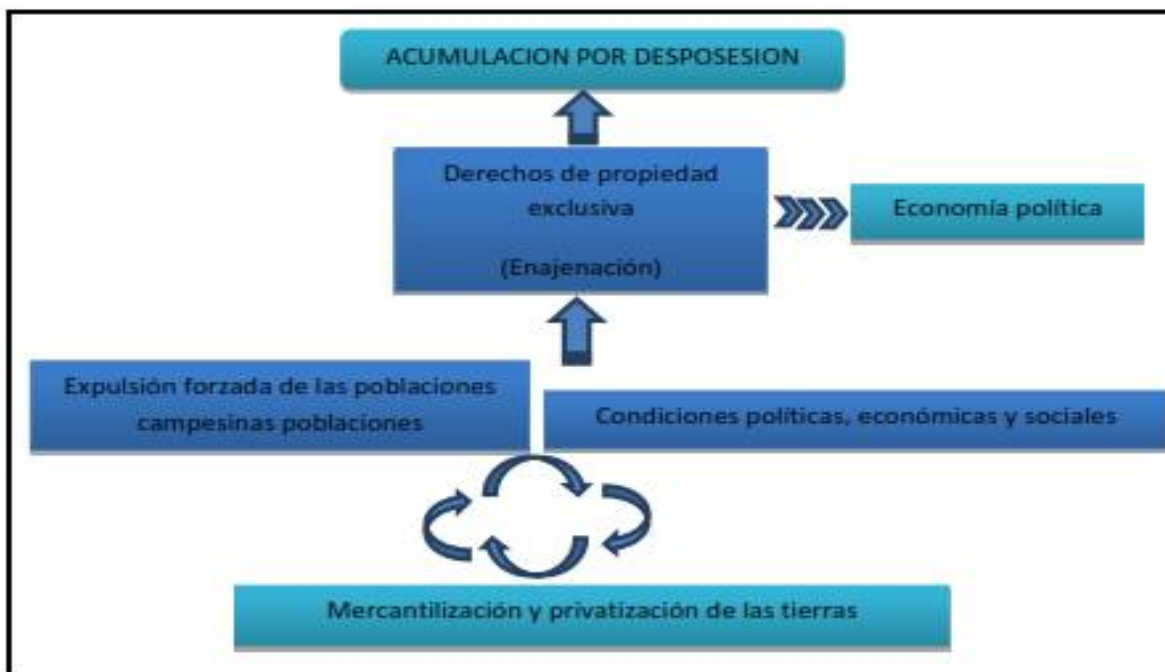 ACUMULACION POR DESPOSESION
Derechos de propiedad
exclusiva
(Enajenación)
Economía política
Expulsión forzada de las poblaciones
campesinas poblaciones
Condiciones políticas, económicas y sociales
Mercantilización y privatización de las tierras